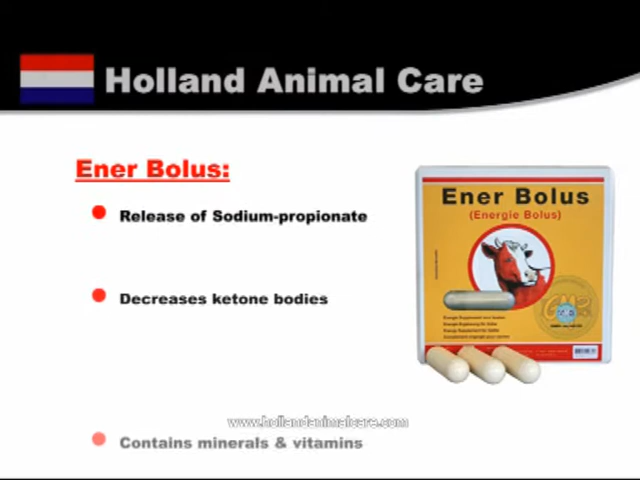 Holland Animal Care
Ener Bolus:
Release of Sodium-propionate
Decreases ketone bodies
Contains minerals & vitamins
Ener Bolus
(Energie Bolus)
www.hollandanimalcare.com